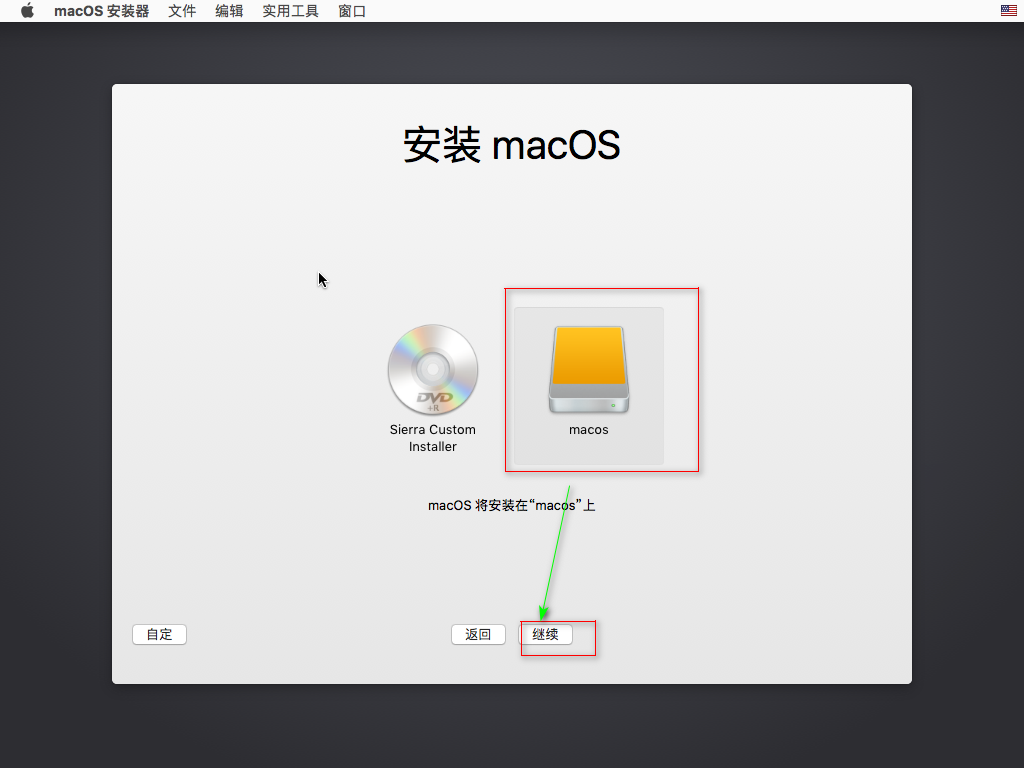 macOS 安装器 文件 编辑 实用工具 窗口
安装 macOS
DVD
+R
Sierra Custom
Installer
macos
macOS 将安装在“macos”上
自定 返回 继续